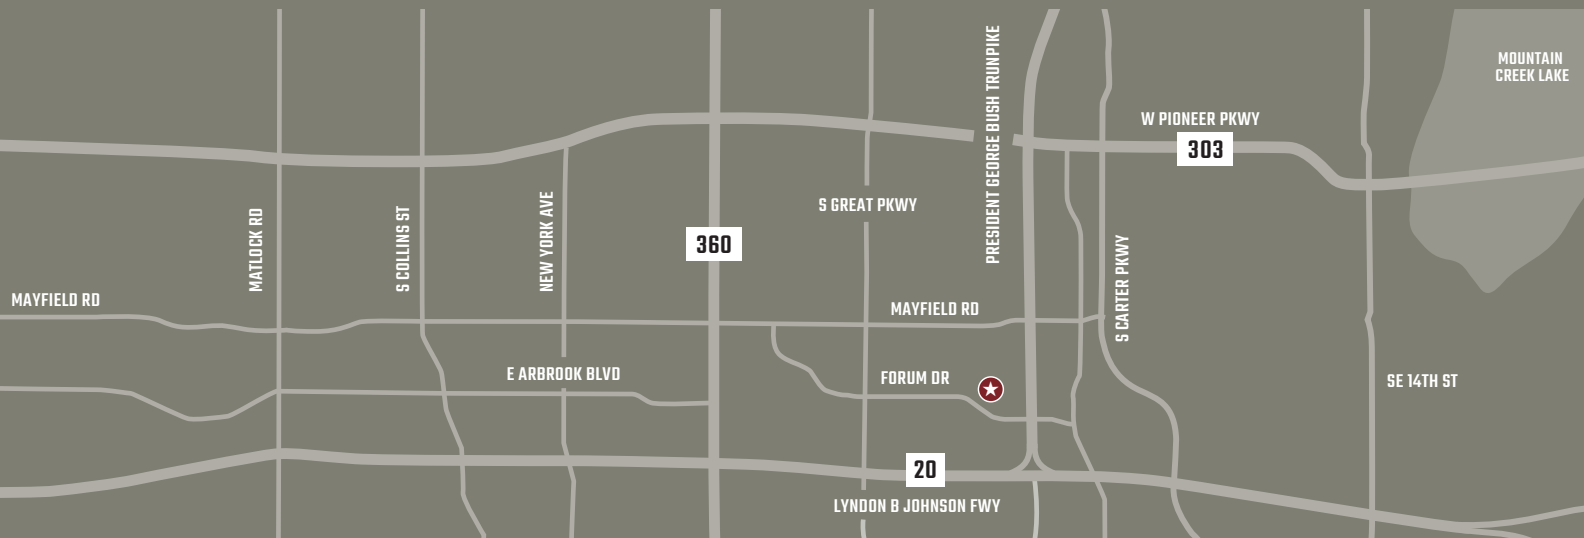 MOUNTAIN
CREEK LAKE
PRESIDENT GEORGE BUSH TRUNPIKE
W PIONEER PKWY
303
S GREAT PKWY
MATLOCK RD
S COLLINS ST
NEW YORK AVE
360
S CARTER PKWY
MAYFIELD RD
MAYFIELD RD
E ARBROOK BLVD
FORUM DR
SE 14TH ST
20
LYNDON B JOHNSON FWY